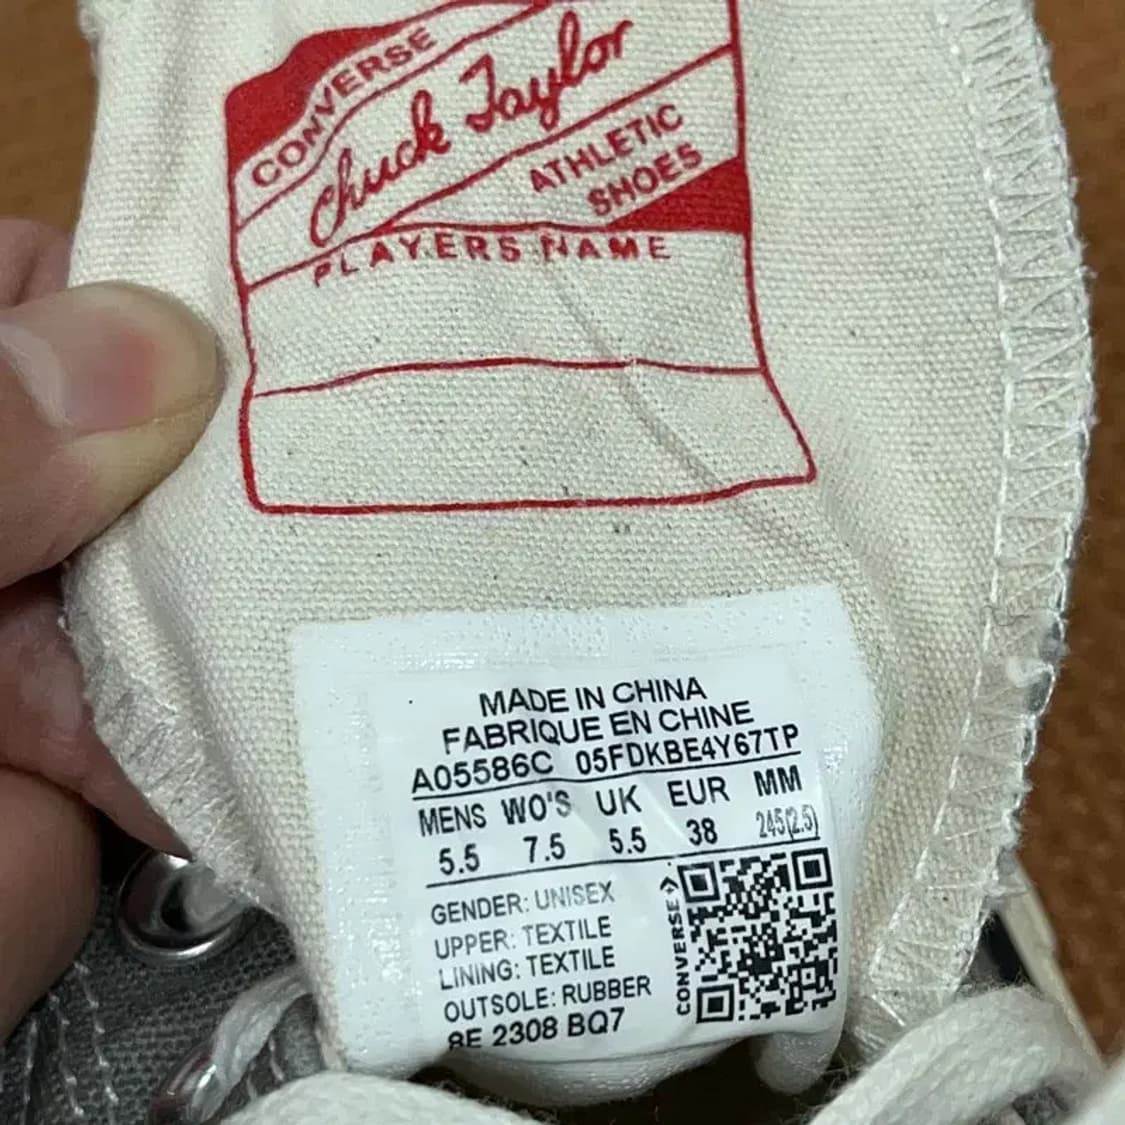 CONVERSE
Chuck Taylor
ATHLETIC
SHOES
PLAYERS NAME
MADE IN CHINA
FABRIQUE EN CHINE
A05586C 05FDKBE4Y67TP
MENS WO'S UK EUR MM
5.5 7.5 5.5 38 245(2.5)
GENDER: UNISEX
UPPER: TEXTILE
LINING: TEXTILE
OUTSOLE: RUBBER
8E 2308 BQ7
CONVERSE